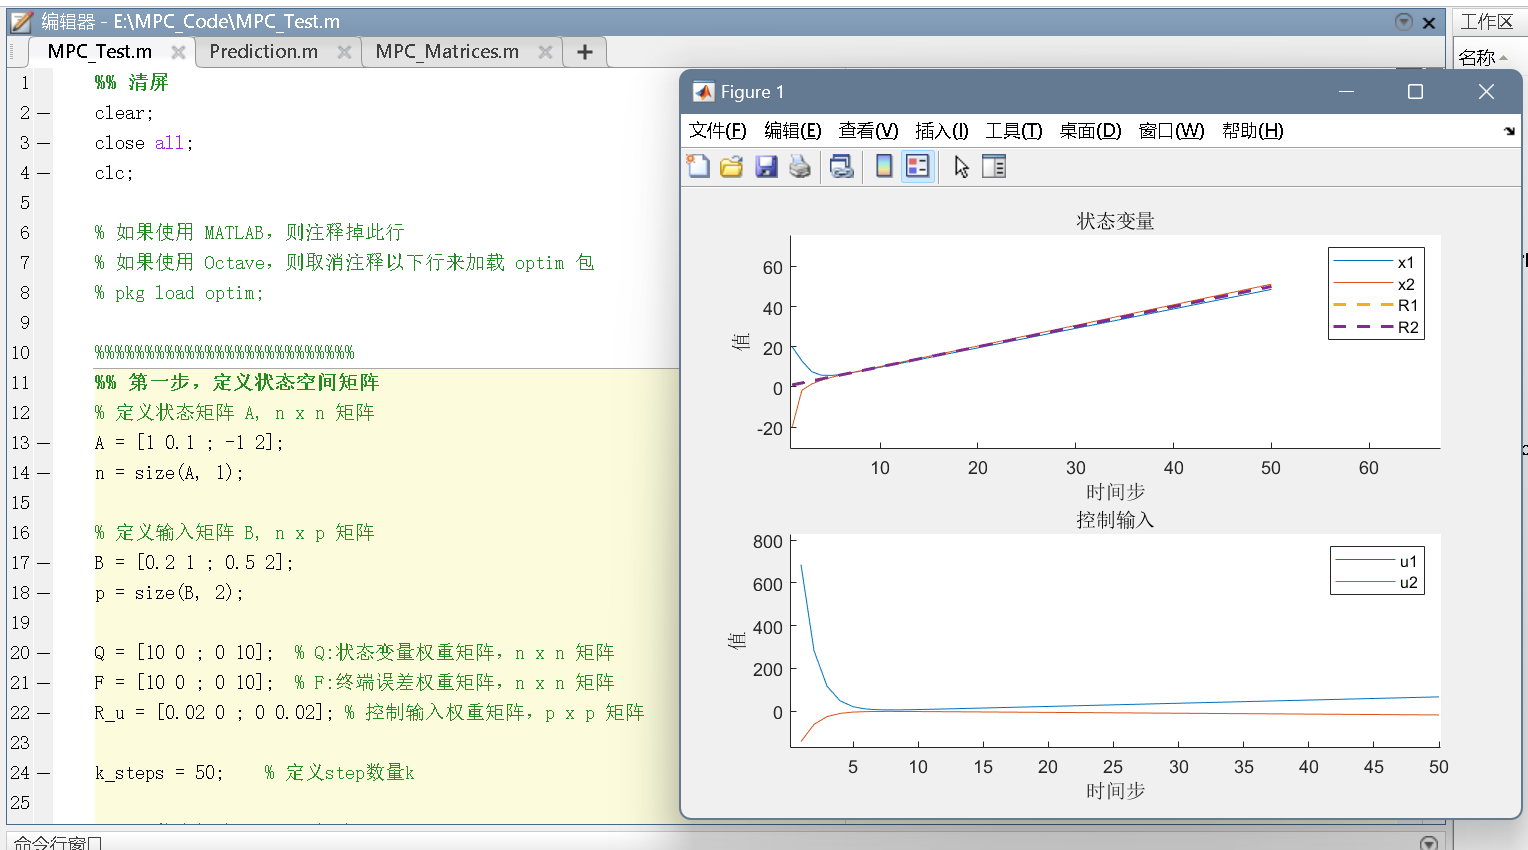 编辑器 - E:\MPC_Code\MPC_Test.m
工作区
MPC_Test.m
Prediction.m
MPC_Matrices.m
名称
1 %% 清屏
2 clear;
3 close all;
4 clc;
5
6 % 如果使用 MATLAB，则注释掉此行
7 % 如果使用 Octave，则取消注释以下行来加载 optim 包
8 % pkg load optim;
9
10 %%%%%%%%%%%%%%%%%%%%%%%%%%
11 %% 第一步，定义状态空间矩阵
12 % 定义状态矩阵 A, n x n 矩阵
13 A = [1 0.1 ; -1 2];
14 n = size(A, 1);
15
16 % 定义输入矩阵 B, n x p 矩阵
17 B = [0.2 1 ; 0.5 2];
18 p = size(B, 2);
19
20 Q = [10 0 ; 0 10]; % Q:状态变量权重矩阵，n x n 矩阵
21 F = [10 0 ; 0 10]; % F:终端误差权重矩阵，n x n 矩阵
22 R_u = [0.02 0 ; 0 0.02]; % 控制输入权重矩阵，p x p 矩阵
23
24 k_steps = 50; % 定义step数量k
25
命令行窗口
Figure 1
文件(F) 编辑(E) 查看(V) 插入(I) 工具(T) 桌面(D) 窗口(W) 帮助(H)
状态变量
60
40
20
0
-20
值
x1
x2
R1
R2
10 20 30 40 50 60
时间步
控制输入
800
600
400
200
0
值
u1
u2
5 10 15 20 25 30 35 40 45 50
时间步